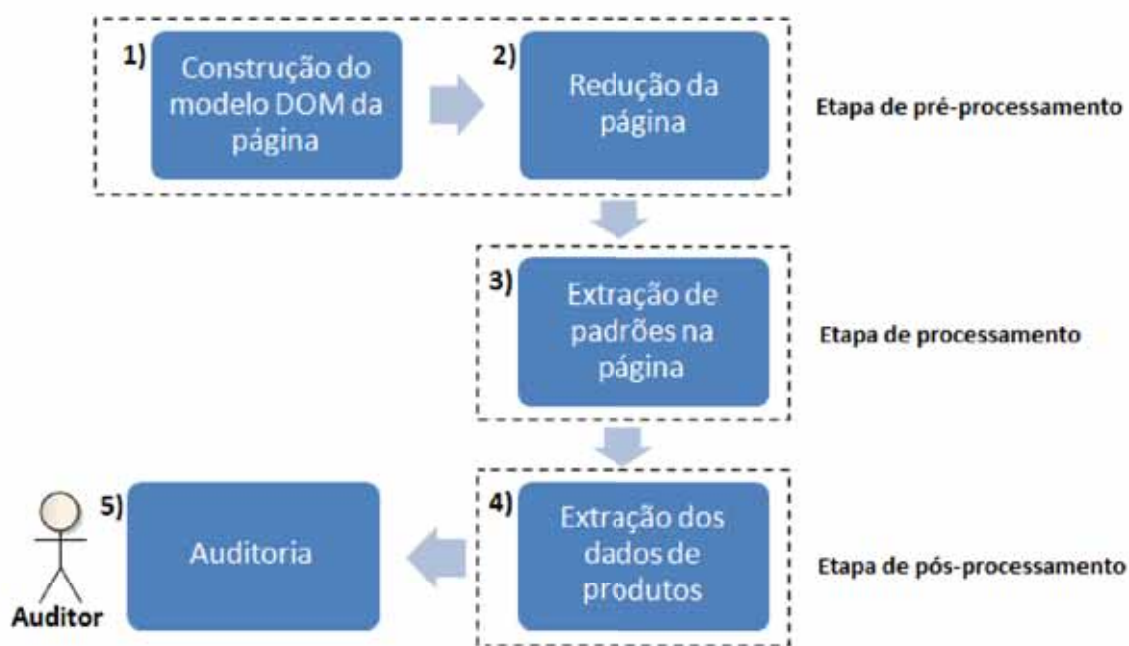 1)
Construção do
modelo DOM da
página
2)
Redução da
página
Etapa de pré-processamento
3)
Extração de
padrões na
página
Etapa de processamento
4)
Extração dos
dados de
produtos
Etapa de pós-processamento
5)
Auditoria
Auditor